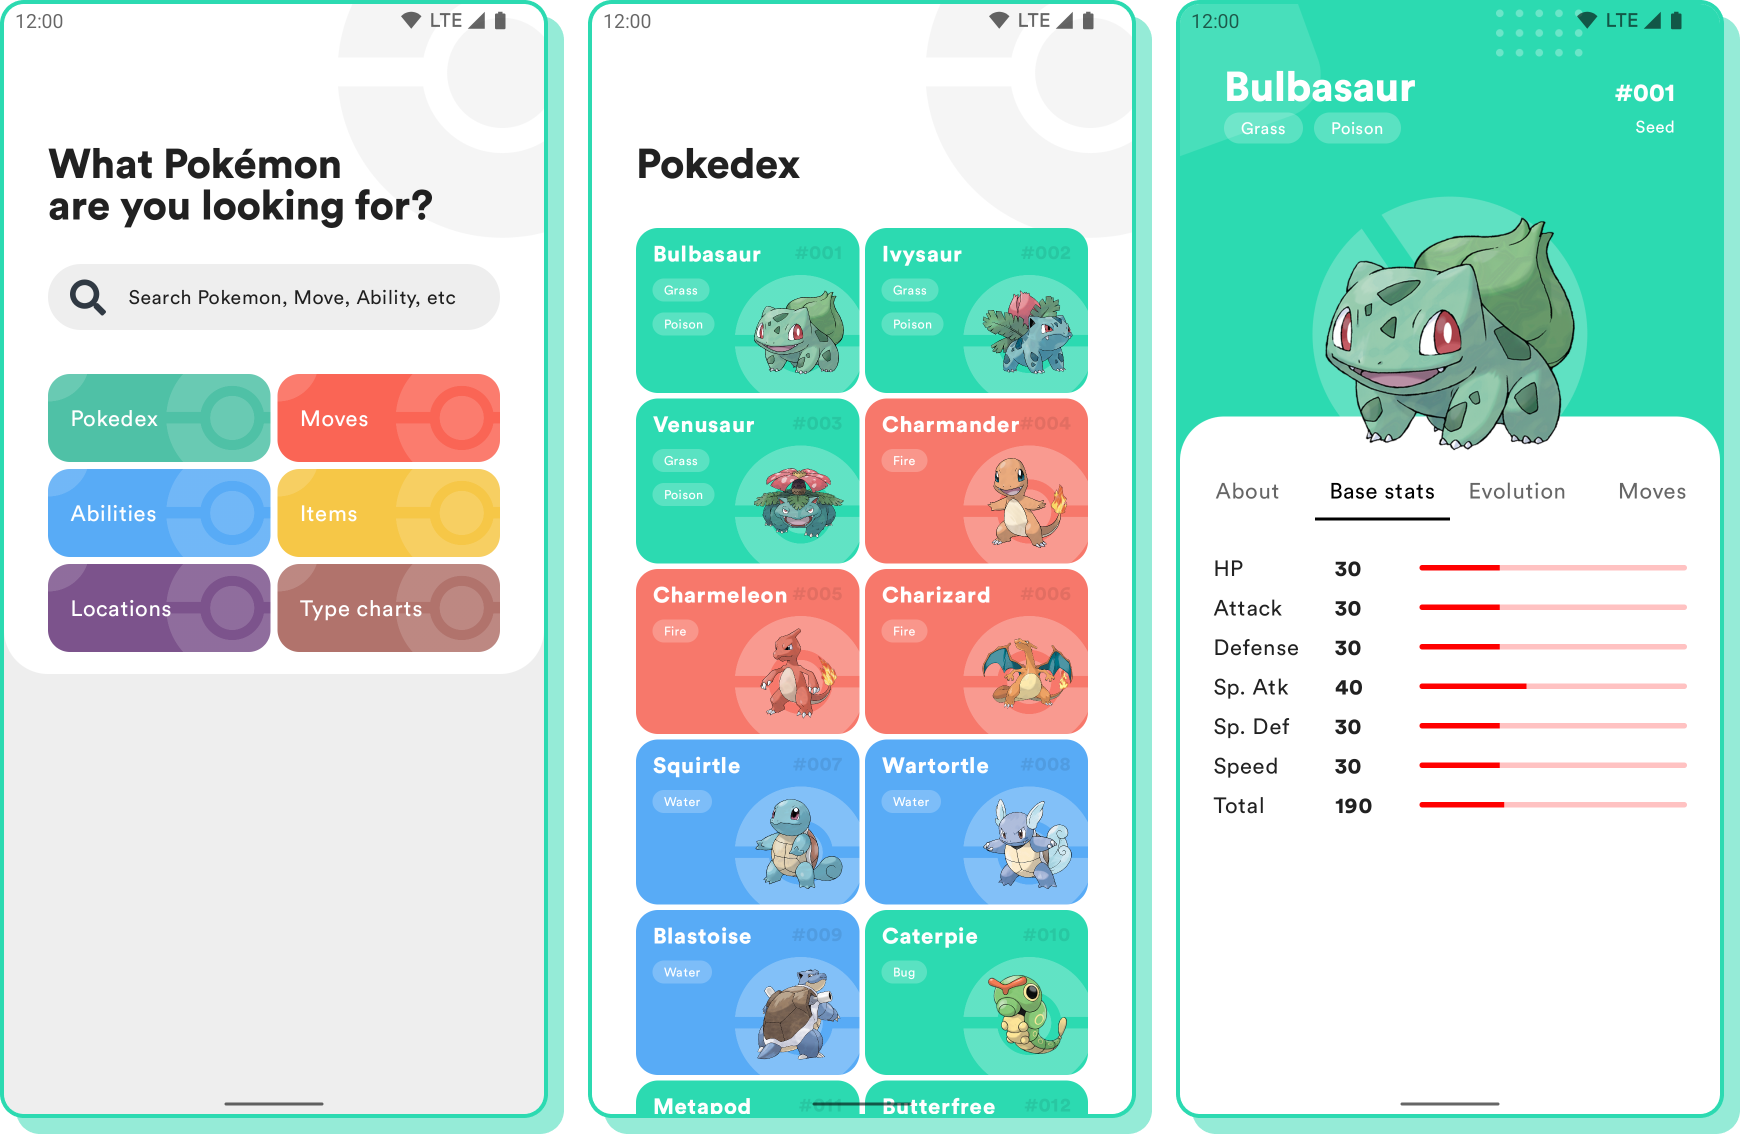 12:00 LTE
What Pokémon
are you looking for?
Search Pokemon, Move, Ability, etc
Pokedex Moves
Abilities Items
Locations Type charts
12:00 LTE
Pokedex
Bulbasaur #001
Grass
Poison
Ivysaur #002
Grass
Poison
Venusaur #003
Grass
Poison
Charmander #004
Fire
Charmeleon #005
Fire
Charizard #006
Fire
Squirtle #007
Water
Wartortle #008
Water
Blastoise #009
Water
Caterpie #010
Bug
Metapod #011
Butterfree #012
12:00 LTE
Bulbasaur #001
Grass Poison Seed
About Base stats Evolution Moves
HP 30
Attack 30
Defense 30
Sp. Atk 40
Sp. Def 30
Speed 30
Total 190